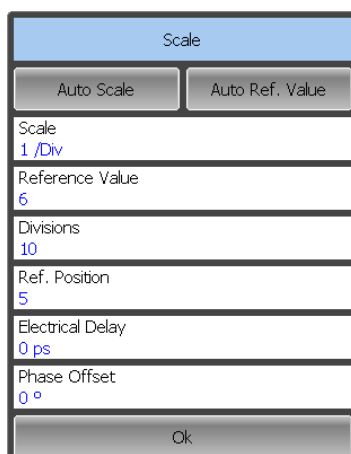 Scale
Auto Scale Auto Ref. Value
Scale
1 /Div
Reference Value
6
Divisions
10
Ref. Position
5
Electrical Delay
0 ps
Phase Offset
0 °
Ok